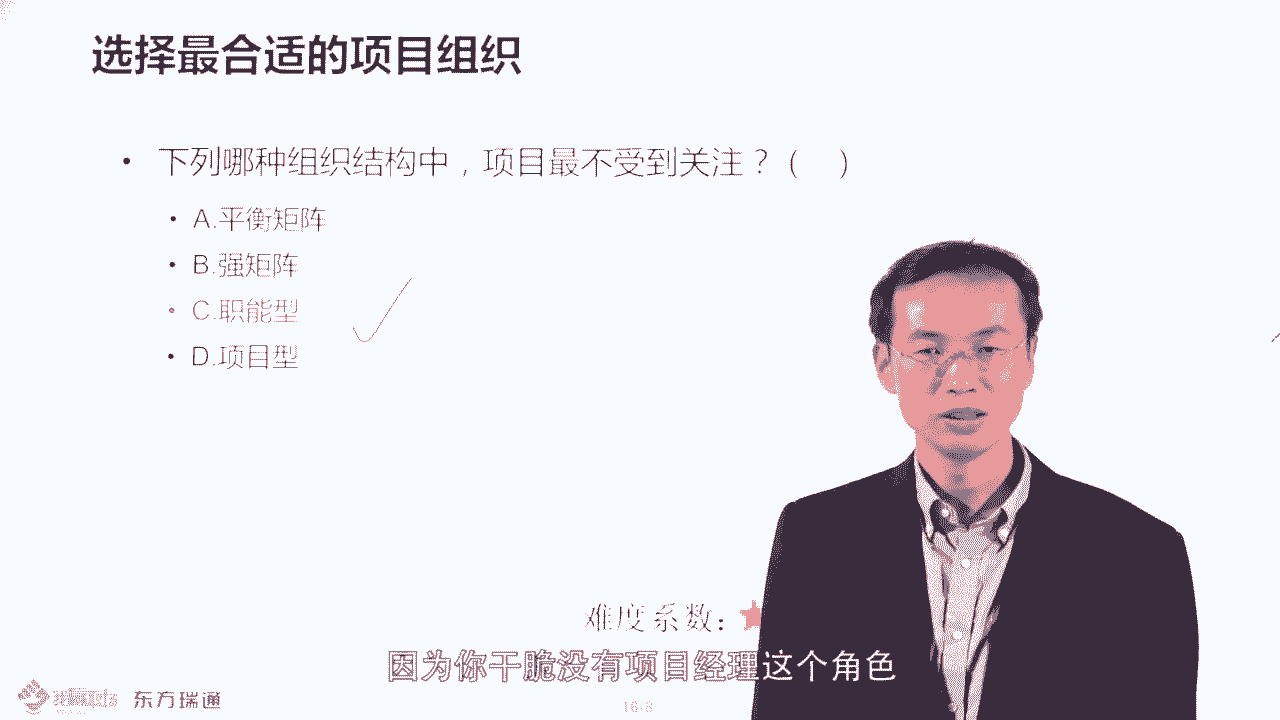 选择最合适的项目组织
• 下列哪种组织结构中，项目最不受到关注？（ ）
• A.平衡矩阵
• B.强矩阵
• C.职能型
• D.项目型
难度系数：
因为你干脆没有项目经理这个角色
东方瑞通
16.8